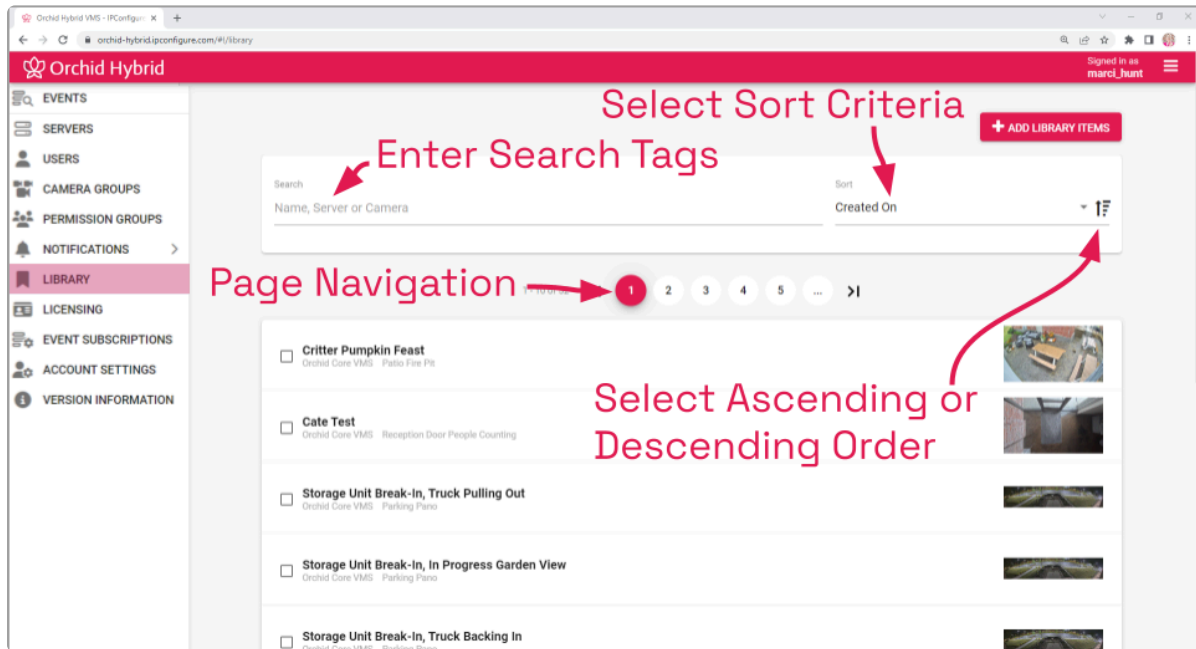 Orchid Hybrid VMS - IPConfigure
orchid-hybrid.ipconfigure.com/#!/library
Orchid Hybrid
Signed in as
marci_hunt
EVENTS
SERVERS
USERS
CAMERA GROUPS
PERMISSION GROUPS
NOTIFICATIONS
LIBRARY
LICENSING
EVENT SUBSCRIPTIONS
ACCOUNT SETTINGS
VERSION INFORMATION
Select Sort Criteria
+ ADD LIBRARY ITEMS
Enter Search Tags
Search
Name, Server or Camera
Sort
Created On
Page Navigation
1 2 3 4 5 ...
Critter Pumpkin Feast
Orchid Core VMS Patio Fire Pit
Select Ascending or
Descending Order
Cate Test
Orchid Core VMS Reception Door People Counting
Storage Unit Break-In, Truck Pulling Out
Orchid Core VMS Parking Pano
Storage Unit Break-In, In Progress Garden View
Orchid Core VMS Parking Pano
Storage Unit Break-In, Truck Backing In
Orchid Core VMS Parking Pano